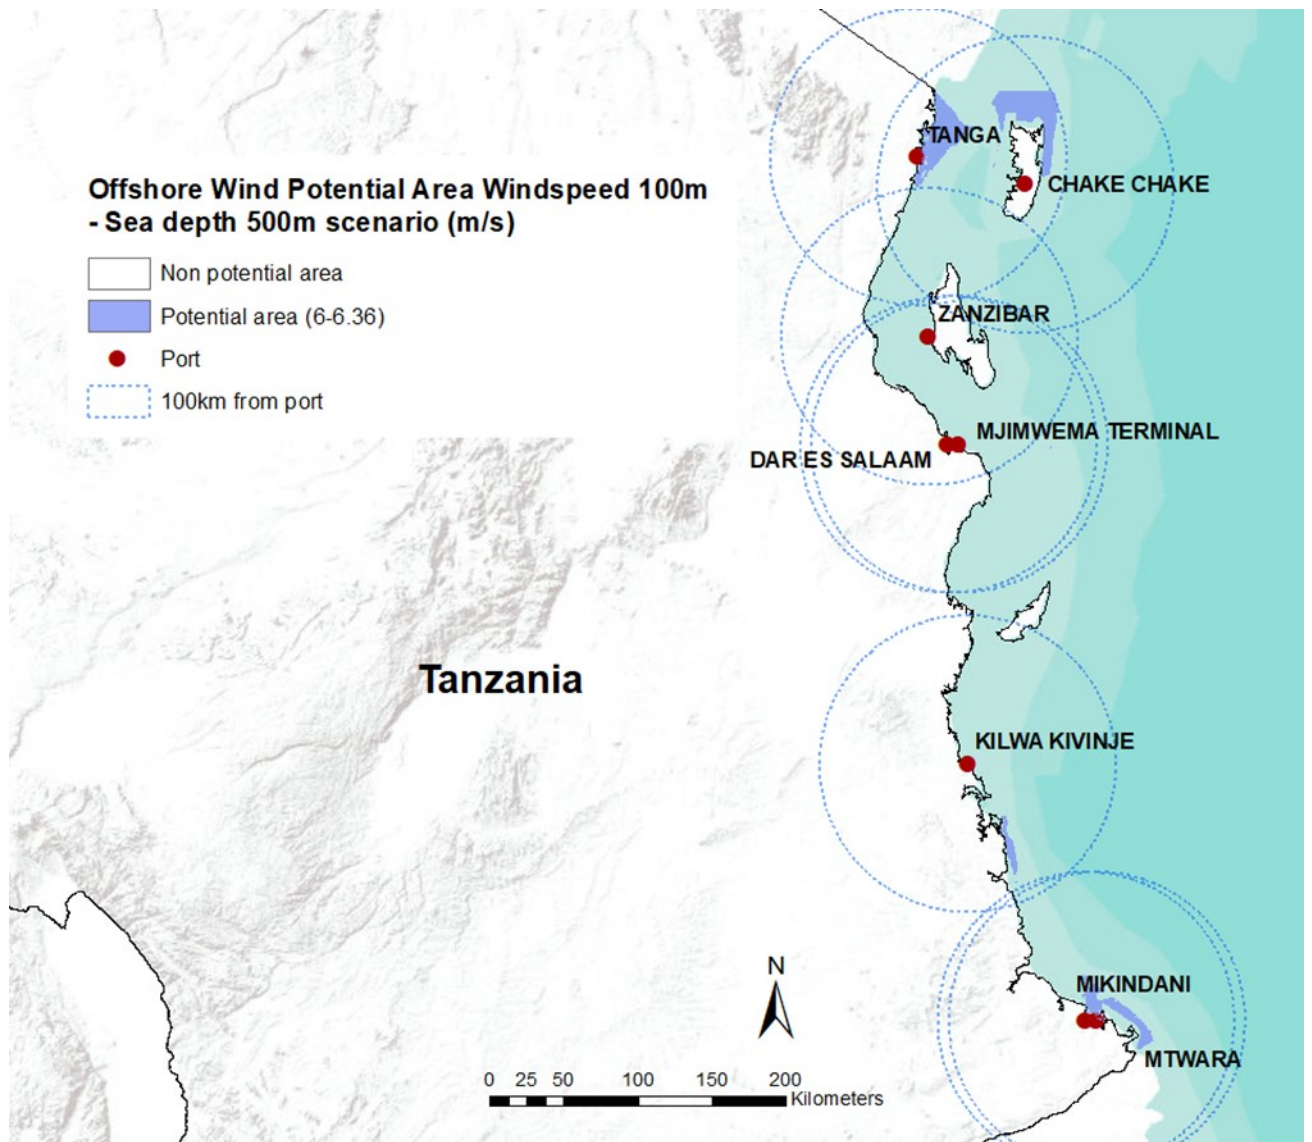 TANGA
CHAKE CHAKE
Offshore Wind Potential Area Windspeed 100m
- Sea depth 500m scenario (m/s)
Non potential area
Potential area (6-6.36)
Port
100km from port
ZANZIBAR
MJIMWEMA TERMINAL
DAR ES SALAAM
Tanzania
KILWA KIVINJE
N
MIKINDANI
MTWARA
0 25 50 100 150 200
Kilometers